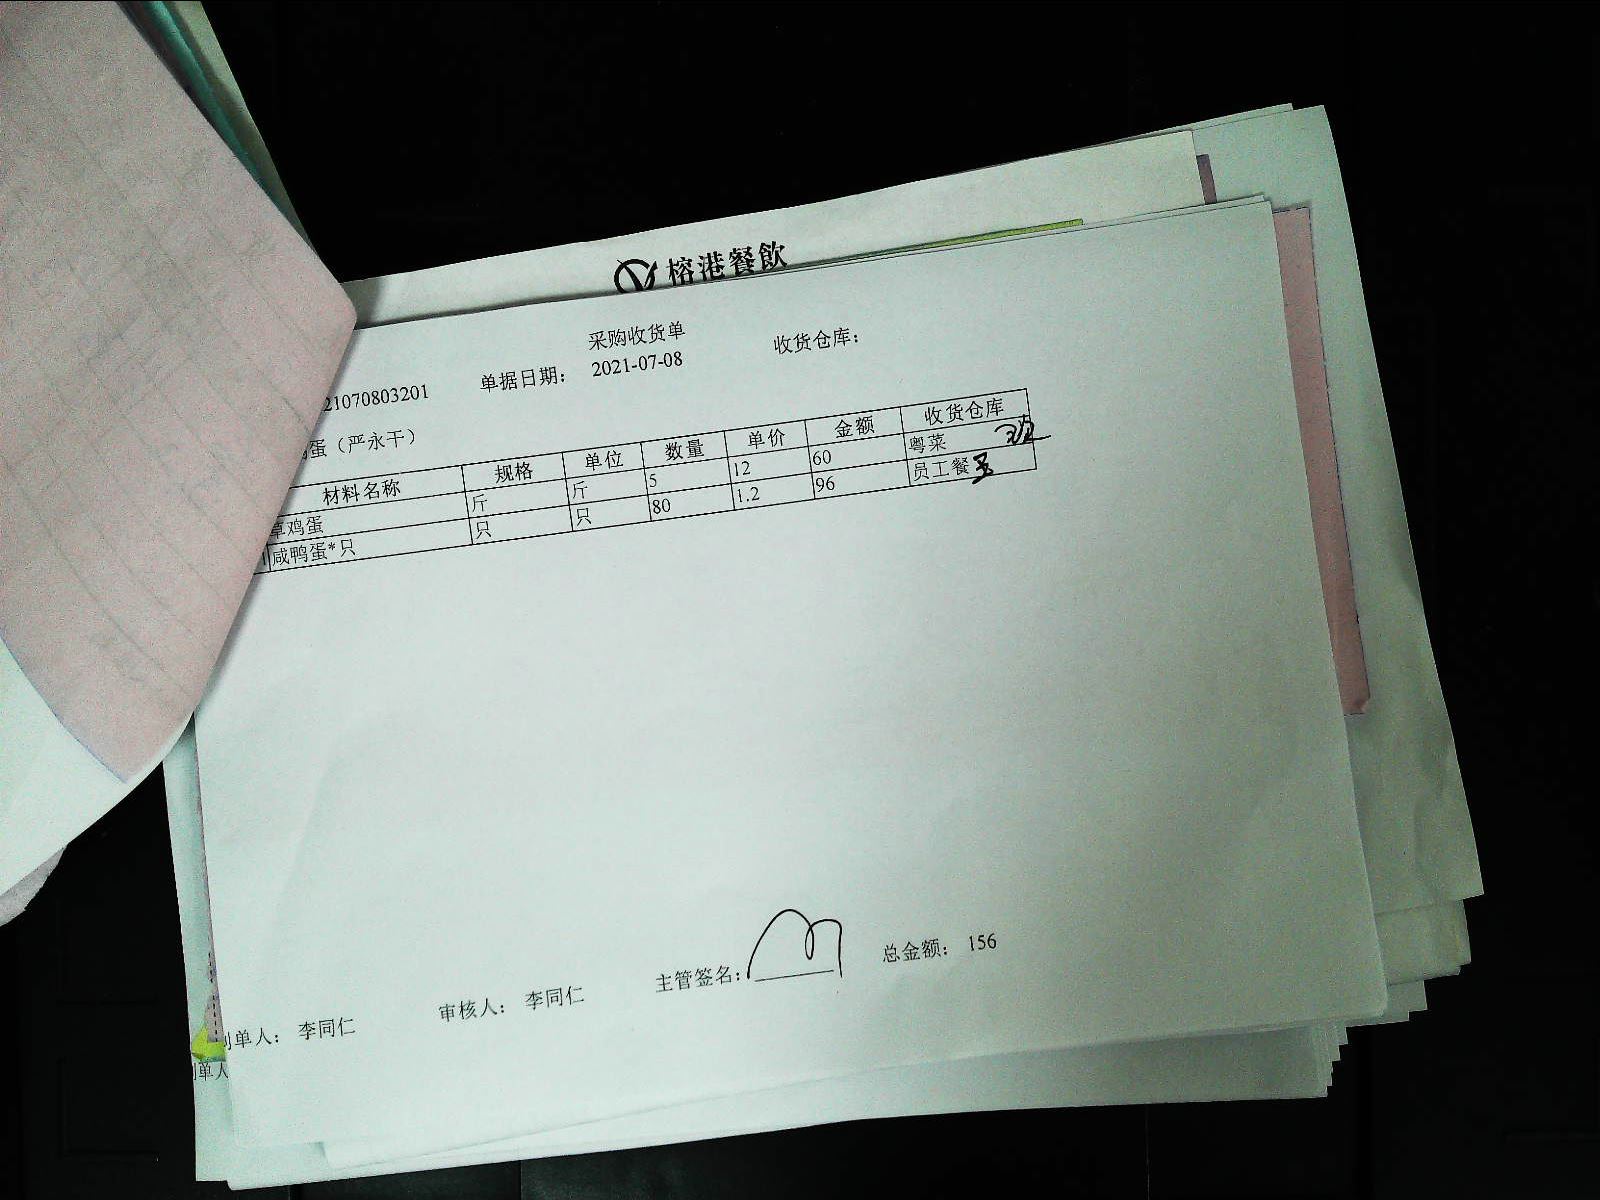 榕港餐飲
采购收货单
21070803201 单据日期： 2021-07-08 收货仓库：
蛋（严永干）
材料名称 规格 单位 数量 单价 金额 收货仓库
草鸡蛋 斤 斤 5 12 60 粤菜
咸鸭蛋*只 只 只 80 1.2 96 员工餐
制单人： 李同仁 审核人： 李同仁 主管签名： 总金额： 156
制单人